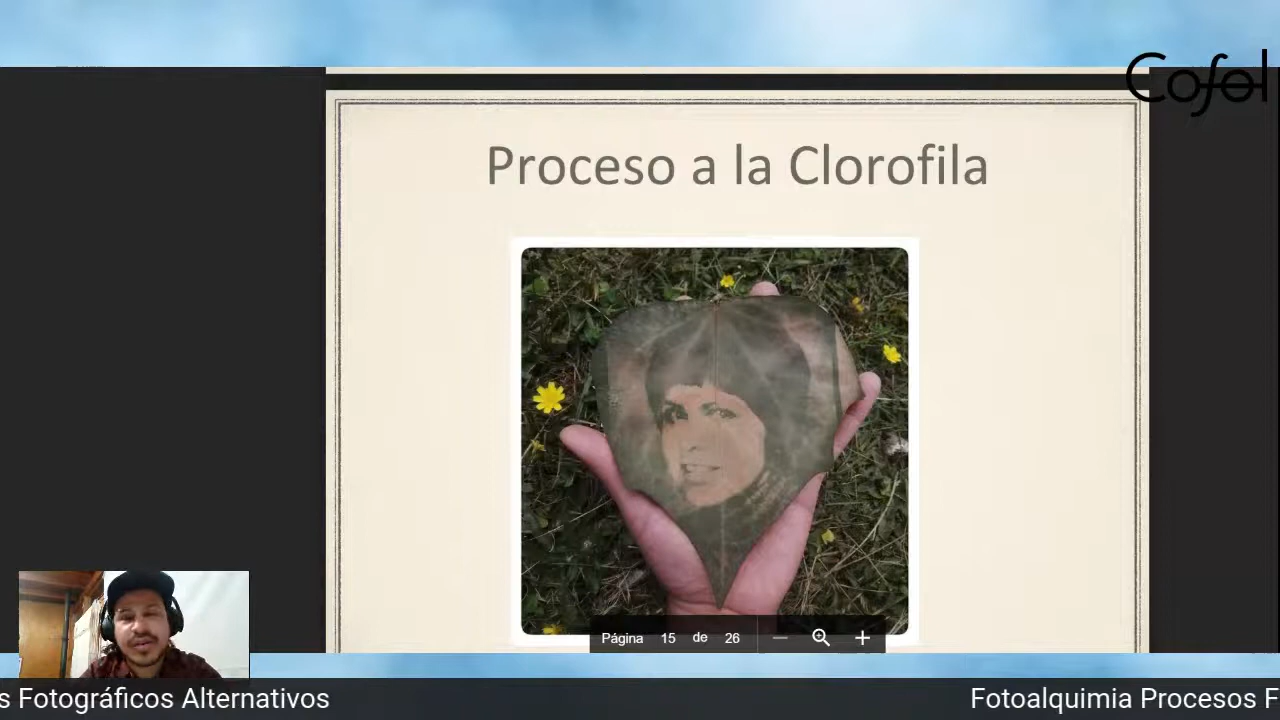 Cofol
Proceso a la Clorofila
Página 15 de 26
s Fotográficos Alternativos
Fotoalquimia Procesos F